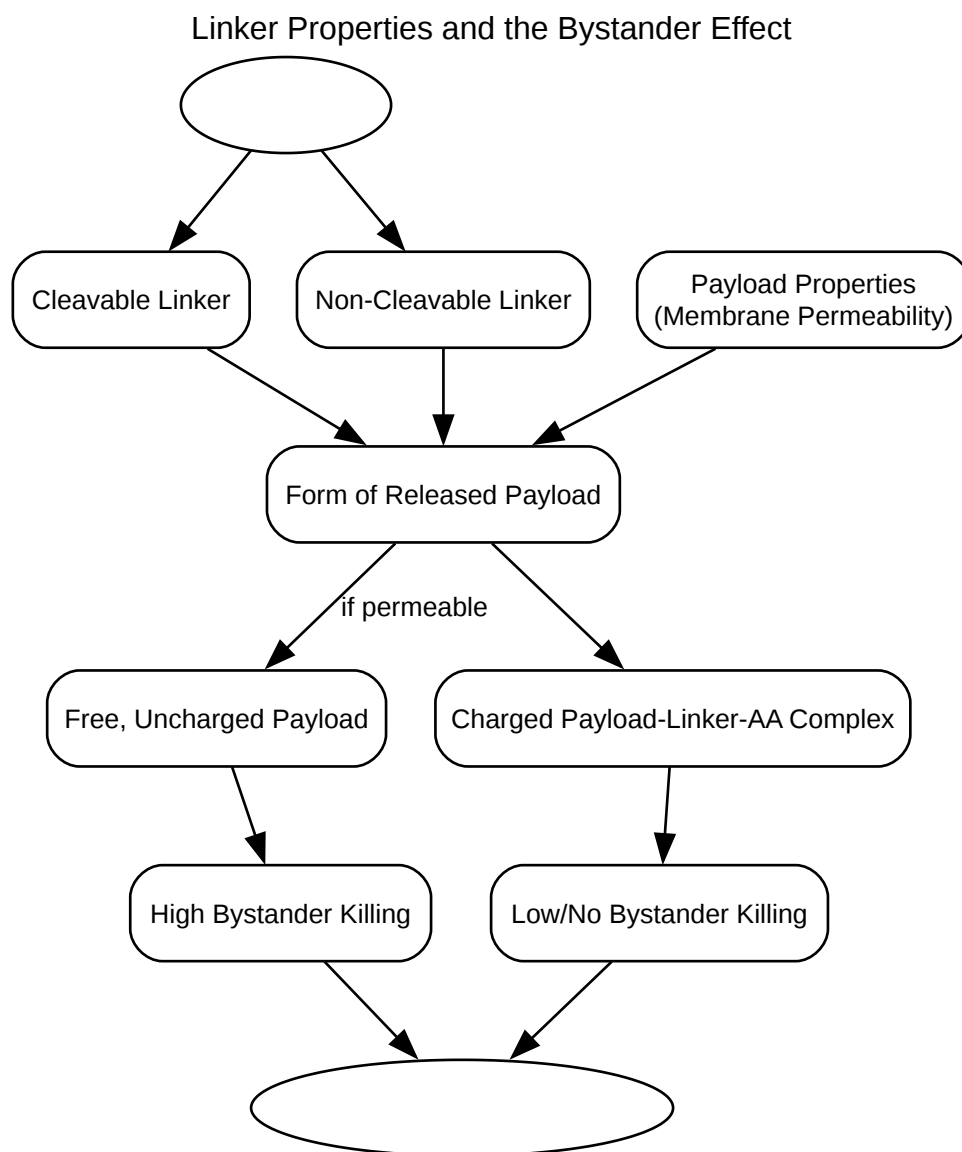 Linker Properties and the Bystander Effect
Cleavable Linker
Non-Cleavable Linker
Payload Properties
(Membrane Permeability)
Form of Released Payload
if permeable
Free, Uncharged Payload
Charged Payload-Linker-AA Complex
High Bystander Killing
Low/No Bystander Killing